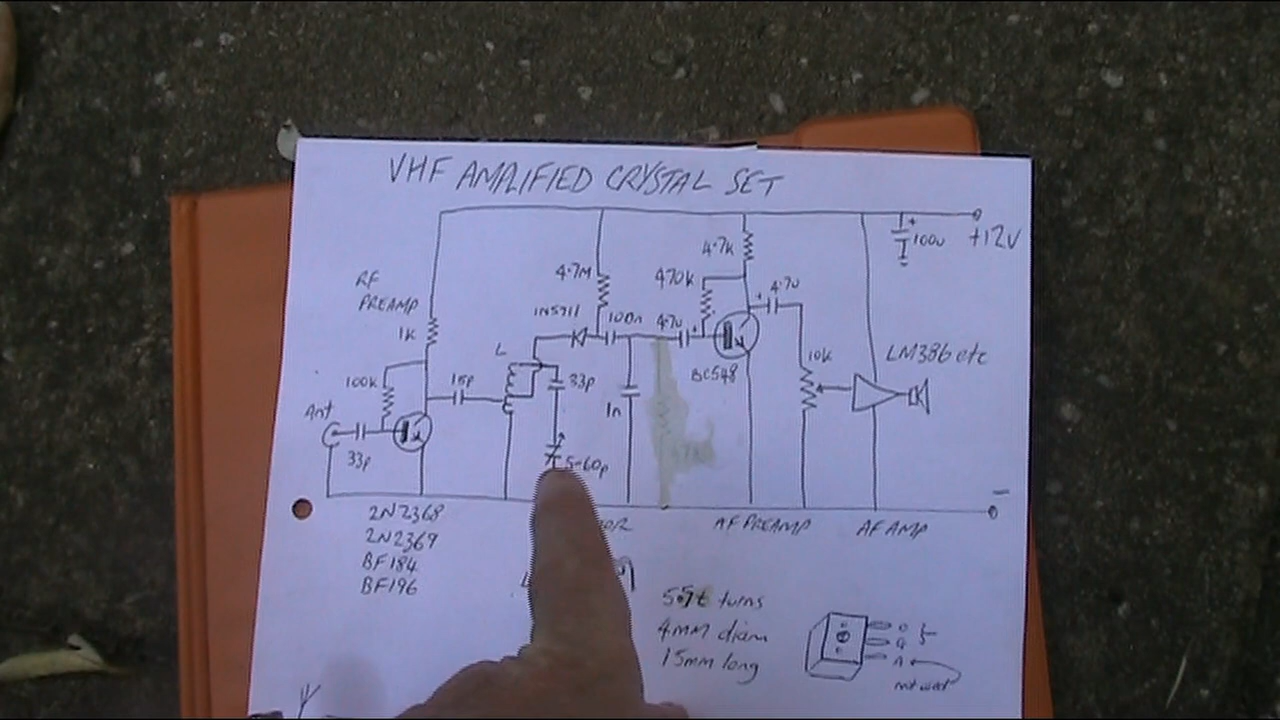 VHF AMPLIFIED CRYSTAL SET
+12V
100u
4.7k
470k
4.7u
4.7M
1N5711
100n
4.7u
RF
PREAMP
1k
100k
15p
L
33p
1n
BC548
10k
LM386 etc
Ant
33p
5-60p
2N2368
2N2369
BF184
BF196
AF PREAMP
AF AMP
turns
4MM diam
15mm long